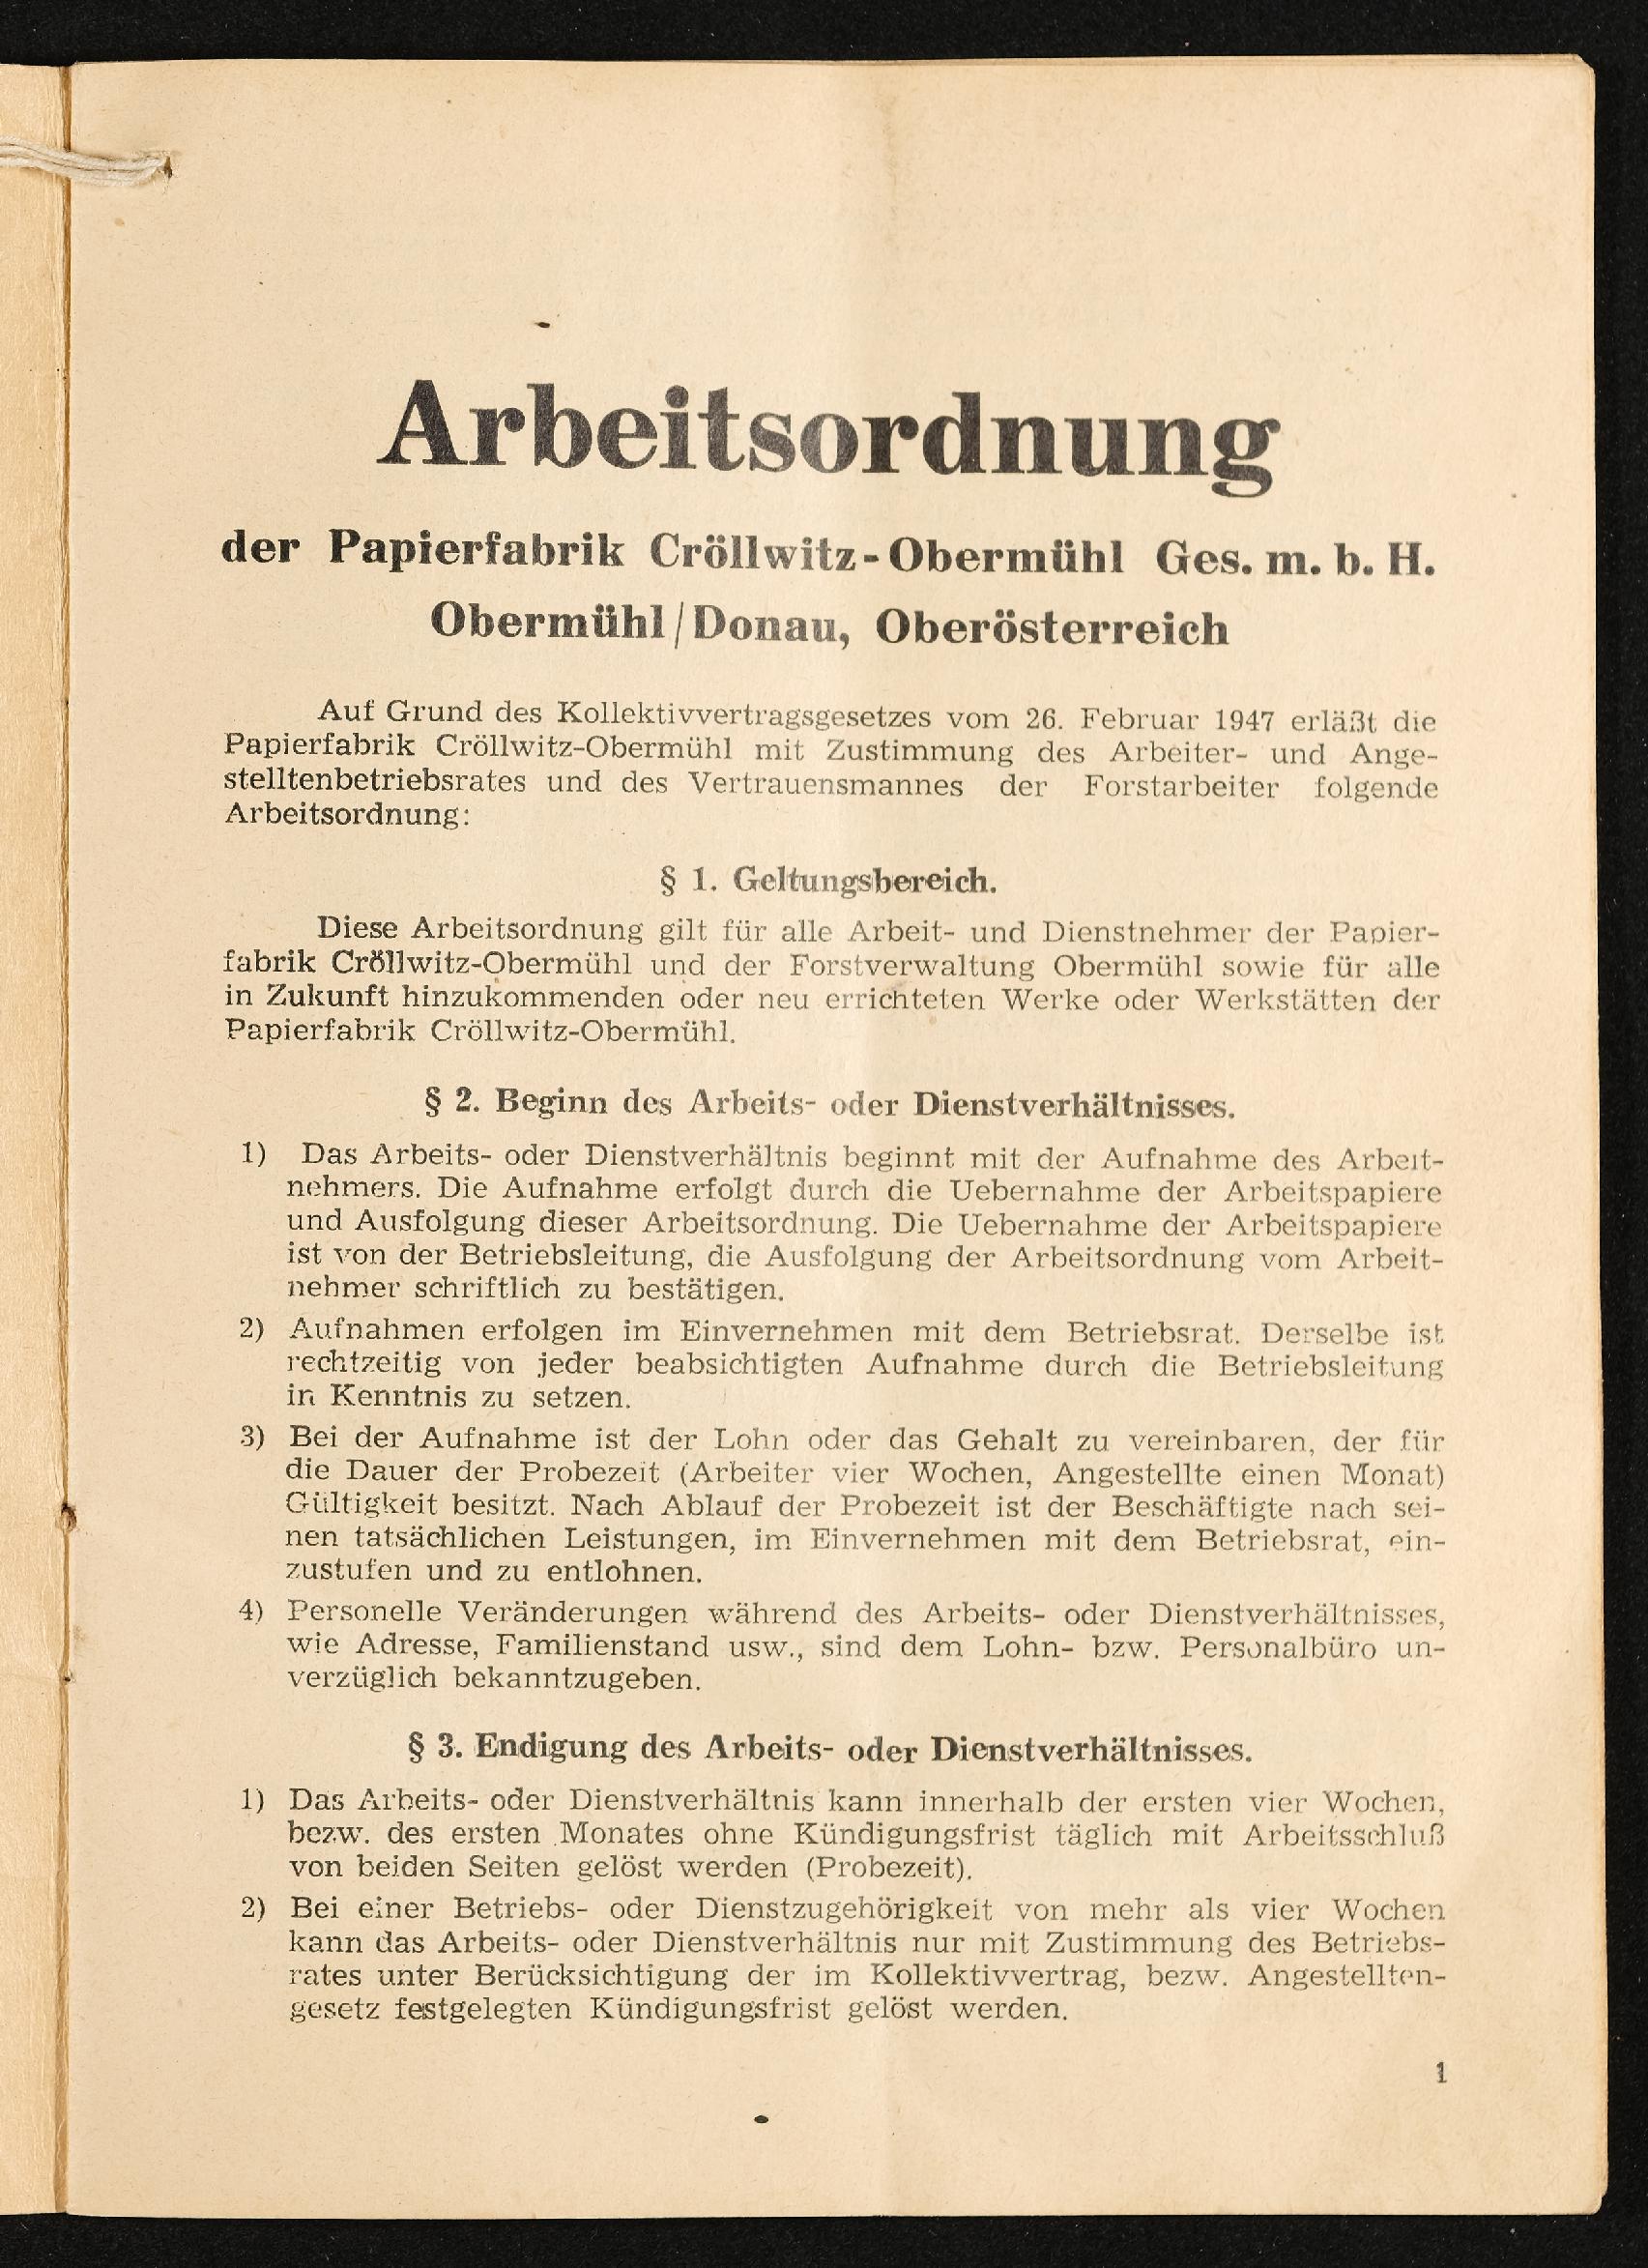 Arbeitsordnung
der Papierfabrik Cröllwitz-Obermühl Ges. m. b. H.
Obermühl/Donau, Oberösterreich
Auf Grund des Kollektivvertragsgesetzes vom 26. Februar 1947 erläßt die
Papierfabrik Cröllwitz-Obermühl mit Zustimmung des Arbeiter- und Ange-
stelltenbetriebsrates und des Vertrauensmannes der Forstarbeiter folgende
Arbeitsordnung:
§ 1. Geltungsbereich.
Diese Arbeitsordnung gilt für alle Arbeit- und Dienstnehmer der Papier-
fabrik Cröllwitz-Obermühl und der Forstverwaltung Obermühl sowie für alle
in Zukunft hinzukommenden oder neu errichteten Werke oder Werkstätten der
Papierfabrik Cröllwitz-Obermühl.
§ 2. Beginn des Arbeits- oder Dienstverhältnisses.
1) Das Arbeits- oder Dienstverhältnis beginnt mit der Aufnahme des Arbeit-
nehmers. Die Aufnahme erfolgt durch die Uebernahme der Arbeitspapiere
und Ausfolgung dieser Arbeitsordnung. Die Uebernahme der Arbeitspapiere
ist von der Betriebsleitung, die Ausfolgung der Arbeitsordnung vom Arbeit-
nehmer schriftlich zu bestätigen.
2) Aufnahmen erfolgen im Einvernehmen mit dem Betriebsrat. Derselbe ist
rechtzeitig von jeder beabsichtigten Aufnahme durch die Betriebsleitung
in Kenntnis zu setzen.
3) Bei der Aufnahme ist der Lohn oder das Gehalt zu vereinbaren, der für
die Dauer der Probezeit (Arbeiter vier Wochen, Angestellte einen Monat)
Gültigkeit besitzt. Nach Ablauf der Probezeit ist der Beschäftigte nach sei-
nen tatsächlichen Leistungen, im Einvernehmen mit dem Betriebsrat, ein-
zustufen und zu entlohnen.
4) Personelle Veränderungen während des Arbeits- oder Dienstverhältnisses,
wie Adresse, Familienstand usw., sind dem Lohn- bzw. Personalbüro un-
verzüglich bekanntzugeben.
§ 3. Endigung des Arbeits- oder Dienstverhältnisses.
1) Das Arbeits- oder Dienstverhältnis kann innerhalb der ersten vier Wochen,
bezw. des ersten Monates ohne Kündigungsfrist täglich mit Arbeitsschluß
von beiden Seiten gelöst werden (Probezeit).
2) Bei einer Betriebs- oder Dienstzugehörigkeit von mehr als vier Wochen
kann das Arbeits- oder Dienstverhältnis nur mit Zustimmung des Betriebs-
rates unter Berücksichtigung der im Kollektivvertrag, bezw. Angestellten-
gesetz festgelegten Kündigungsfrist gelöst werden.
1